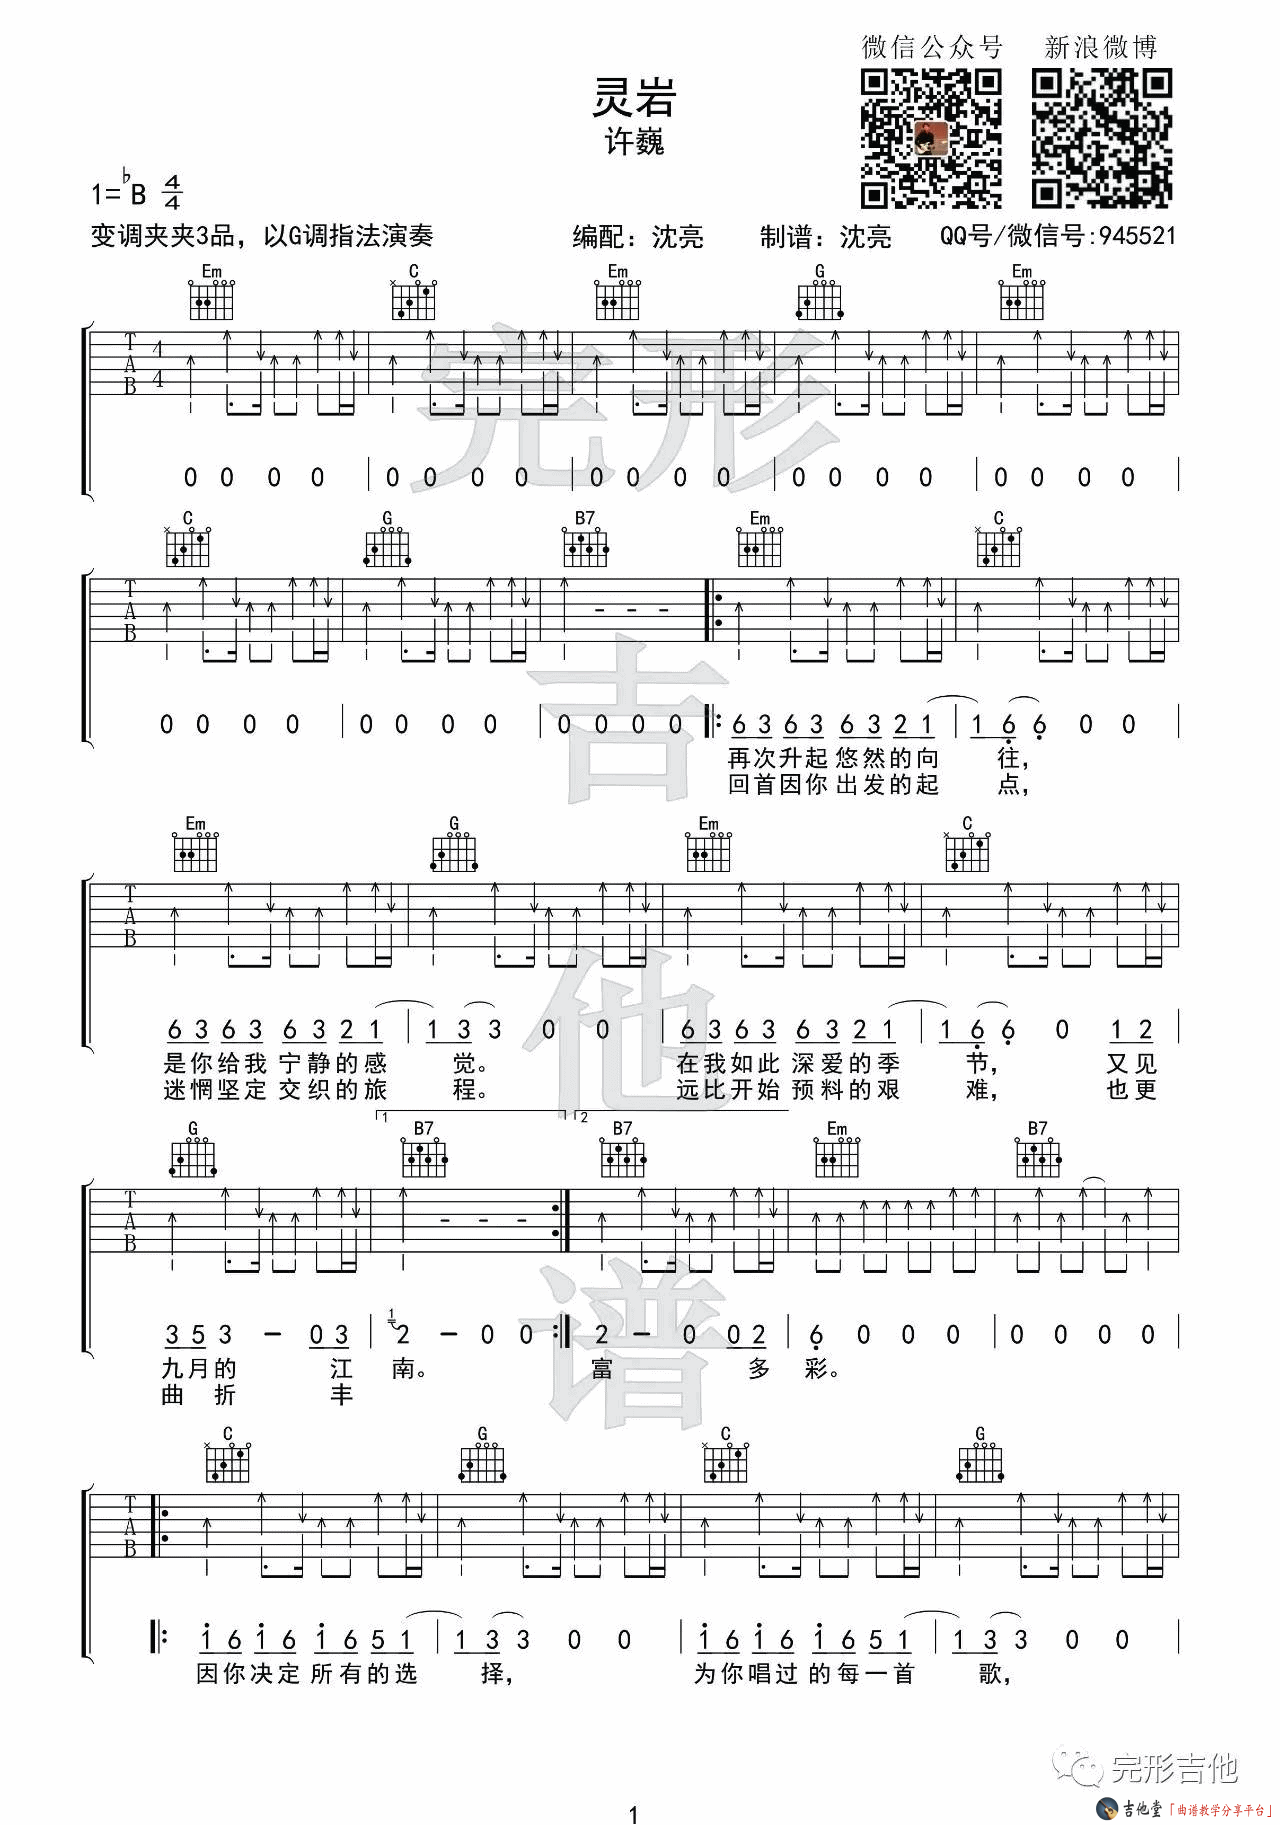 微信公众号 新浪微博
灵岩
许巍
1=♭B 4/4
变调夹夹3品，以G调指法演奏 编配：沈亮 制谱：沈亮 QQ号/微信号:945521
Em C Em G Em
T A B 4 4
0 0 0 0 | 0 0 0 0 | 0 0 0 0 | 0 0 0 0 | 0 0 0 0 |
C G B7 Em C
T A B - - -
0 0 0 0 | 0 0 0 0 | 0 0 0 0 |: 6 3 6 3 6 3 2 1 | 1 6 6 0 0 |
再次升起 悠然的向 往，
回首因你 出发的起 点，
Em G Em C
T A B
6 3 6 3 6 3 2 1 | 1 3 3 0 0 | 6 3 6 3 6 3 2 1 | 1 6 6 0 1 2 |
是你给我 宁静的感 觉。 在我如此 深爱的季 节， 又见
迷惘坚定 交织的旅 程。 远比开始 预料的艰 难， 也更
1 2
G B7 B7 Em B7
T A B - - -
3 5 3 - 0 3 | 1 2 - 0 0 :| 2 - 0 0 2 | 6 0 0 0 | 0 0 0 0 |
九月的 江 南。 富 多 彩。
曲 折 丰
C G C G
T A B
|: 1 6 1 6 1 6 5 1 | 1 3 3 0 0 | 1 6 1 6 1 6 5 1 | 1 3 3 0 0 |
因你决定 所有的选 择， 为你唱过 的每一首 歌，
完形吉他谱
完形吉他
1
吉他堂「曲谱教学分享平台」